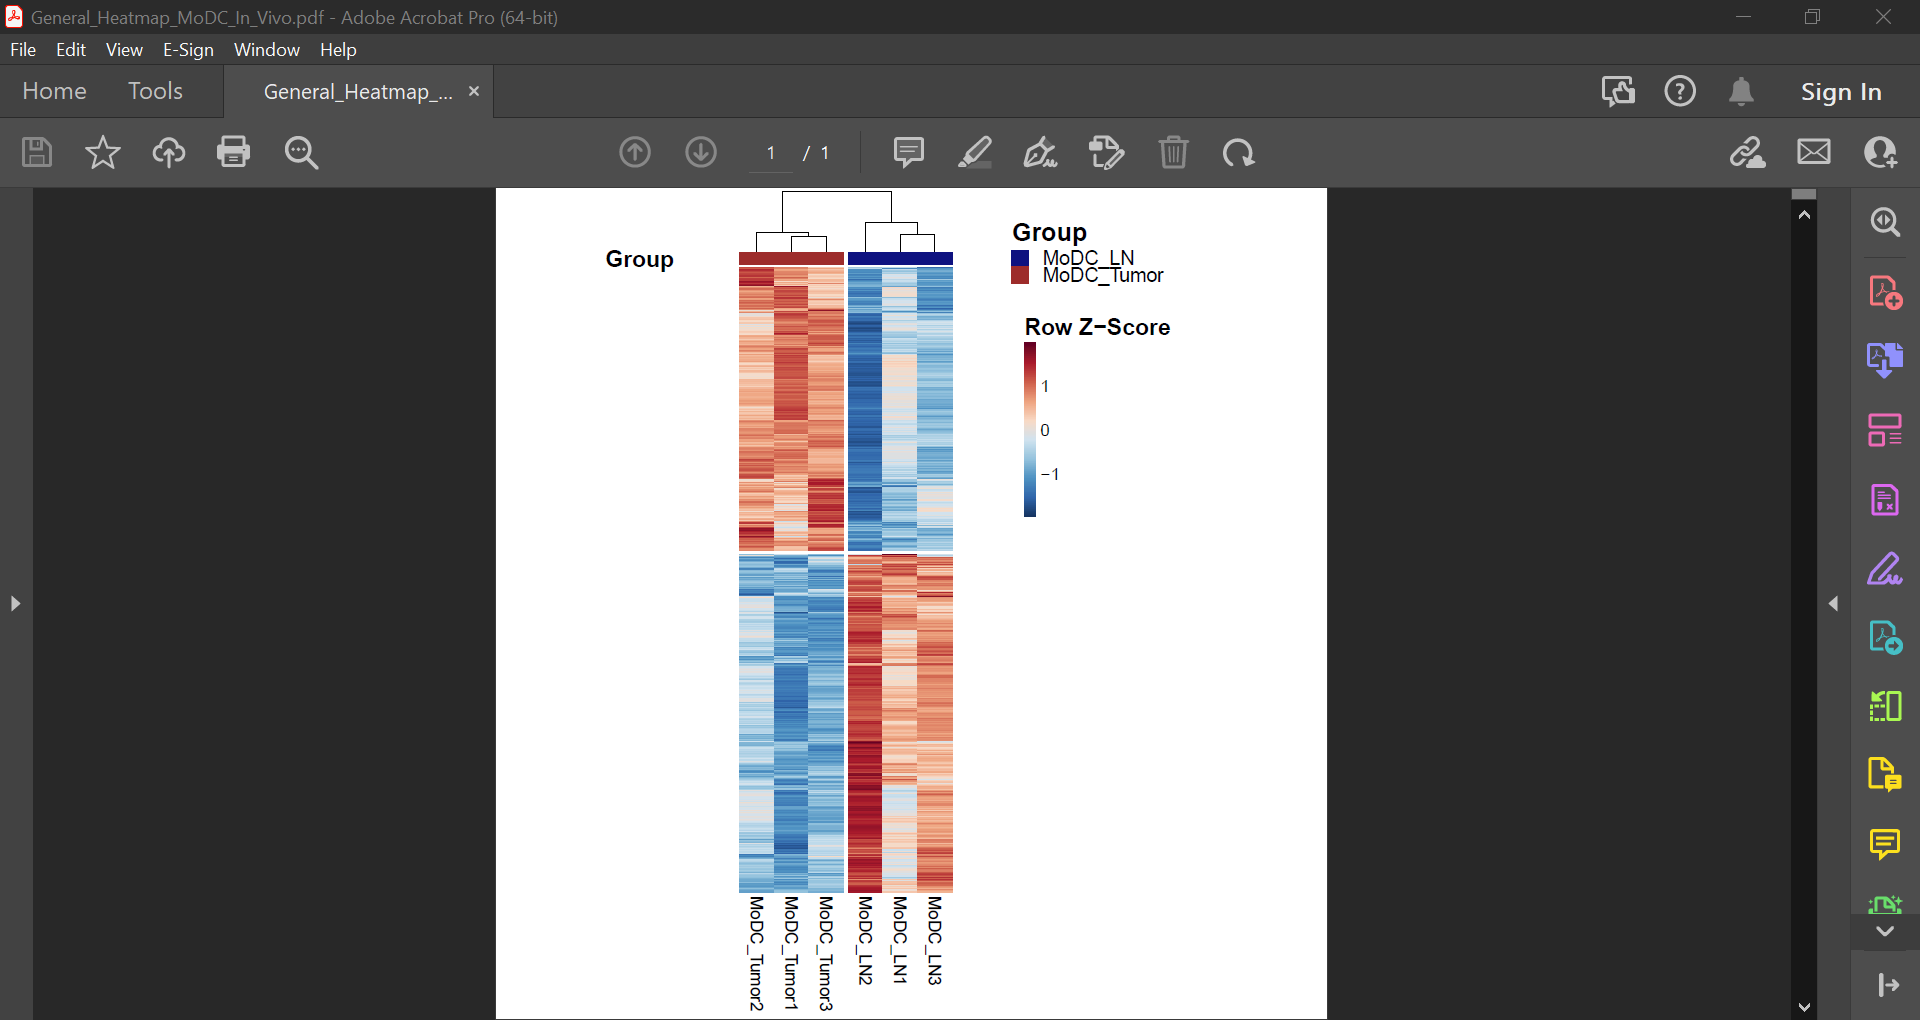 General_Heatmap_MoDC_In_Vivo.pdf - Adobe Acrobat Pro (64-bit)
File Edit View E-Sign Window Help
Home Tools General_Heatmap_... × Sign In
1 / 1
Group
Group
MoDC_LN
MoDC_Tumor
Row Z-Score
1
0
-1
MoDC_Tumor2
MoDC_Tumor1
MoDC_Tumor3
MoDC_LN2
MoDC_LN1
MoDC_LN3